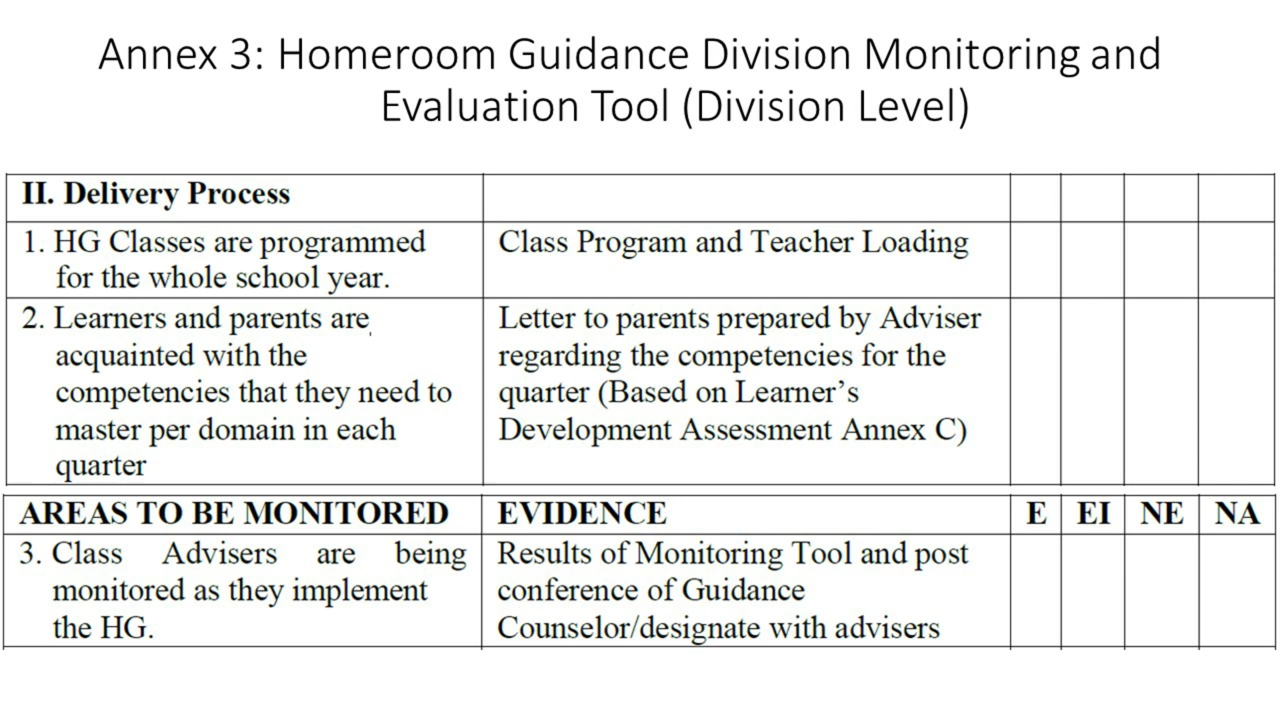 Annex 3: Homeroom Guidance Division Monitoring and
Evaluation Tool (Division Level)
II. Delivery Process
1. HG Classes are programmed
for the whole school year.
Class Program and Teacher Loading
2. Learners and parents are
acquainted with the
competencies that they need to
master per domain in each
quarter
Letter to parents prepared by Adviser
regarding the competencies for the
quarter (Based on Learner’s
Development Assessment Annex C)
AREAS TO BE MONITORED EVIDENCE E EI NE NA
3. Class Advisers are being
monitored as they implement
the HG.
Results of Monitoring Tool and post
conference of Guidance
Counselor/designate with advisers